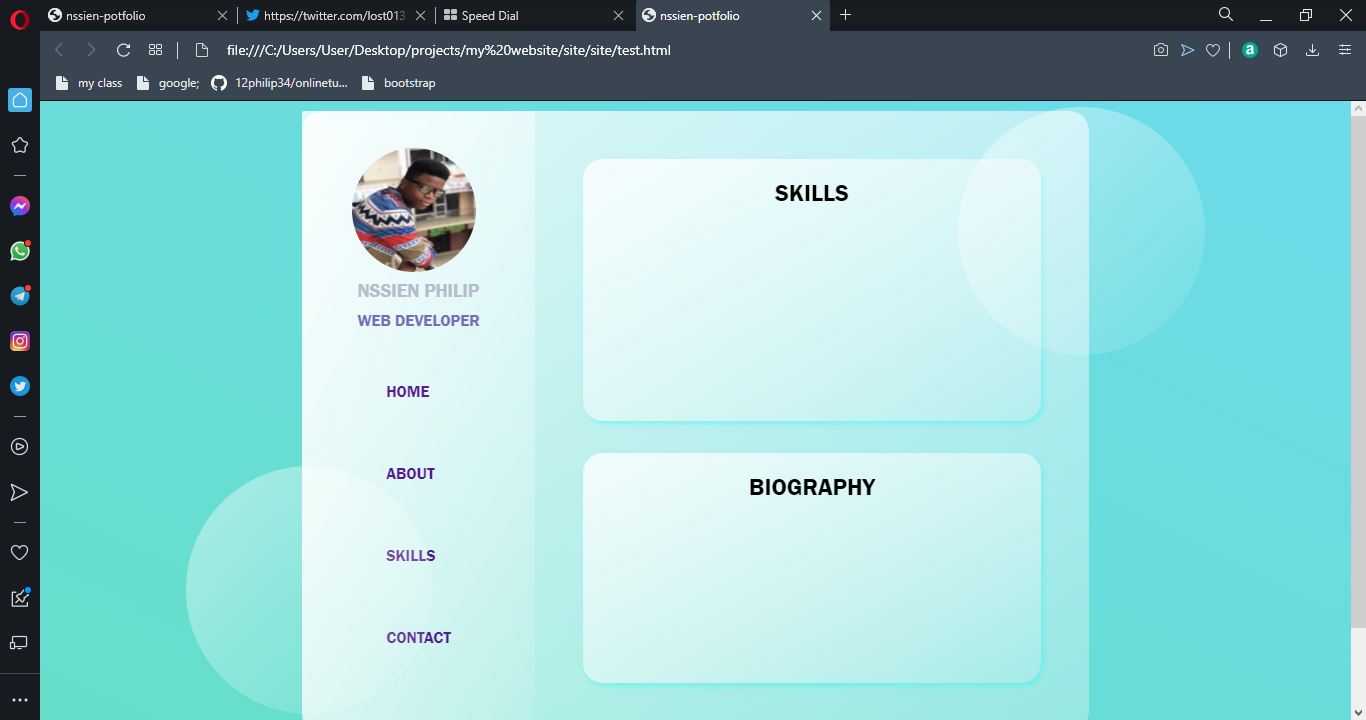 nssien-potfolio
https://twitter.com/lost013
Speed Dial
nssien-potfolio
file:///C:/Users/User/Desktop/projects/my%20website/site/site/test.html
my class
google;
12philip34/onlinetu...
bootstrap
NSSIEN PHILIP
WEB DEVELOPER
HOME
ABOUT
SKILLS
CONTACT
SKILLS
BIOGRAPHY